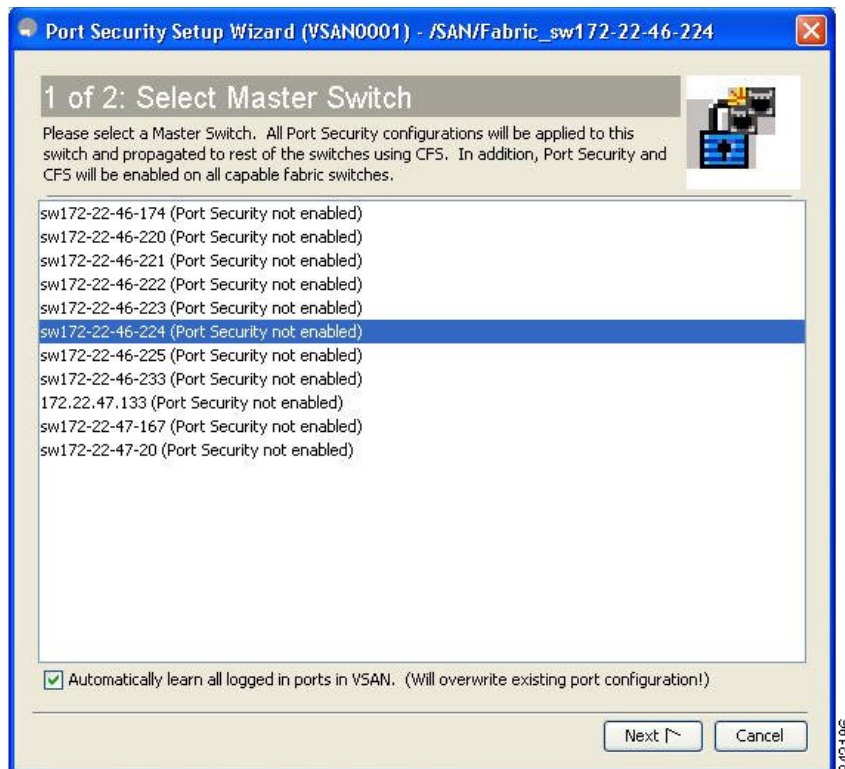 Port Security Setup Wizard (VSAN0001) - /SAN/Fabric_sw172-22-46-224
1 of 2: Select Master Switch
Please select a Master Switch. All Port Security configurations will be applied to this
switch and propagated to rest of the switches using CFS. In addition, Port Security and
CFS will be enabled on all capable fabric switches.
sw172-22-46-174 (Port Security not enabled)
sw172-22-46-220 (Port Security not enabled)
sw172-22-46-221 (Port Security not enabled)
sw172-22-46-222 (Port Security not enabled)
sw172-22-46-223 (Port Security not enabled)
sw172-22-46-224 (Port Security not enabled)
sw172-22-46-225 (Port Security not enabled)
sw172-22-46-233 (Port Security not enabled)
172.22.47.133 (Port Security not enabled)
sw172-22-47-167 (Port Security not enabled)
sw172-22-47-20 (Port Security not enabled)
Automatically learn all logged in ports in VSAN. (Will overwrite existing port configuration!)
Next
Cancel